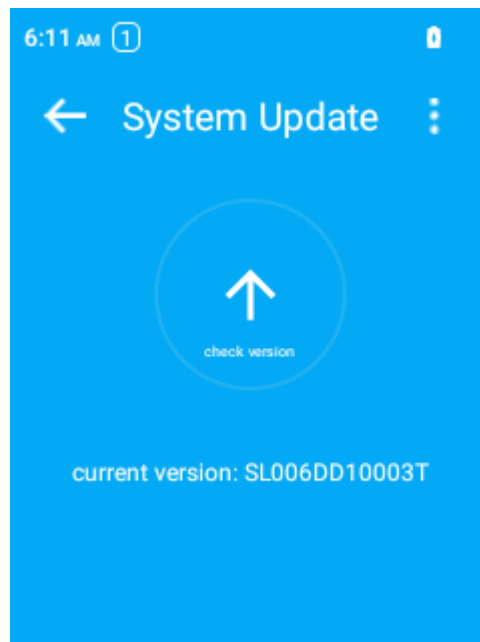 6:11 AM 1
System Update
check version
current version: SL006DD10003T